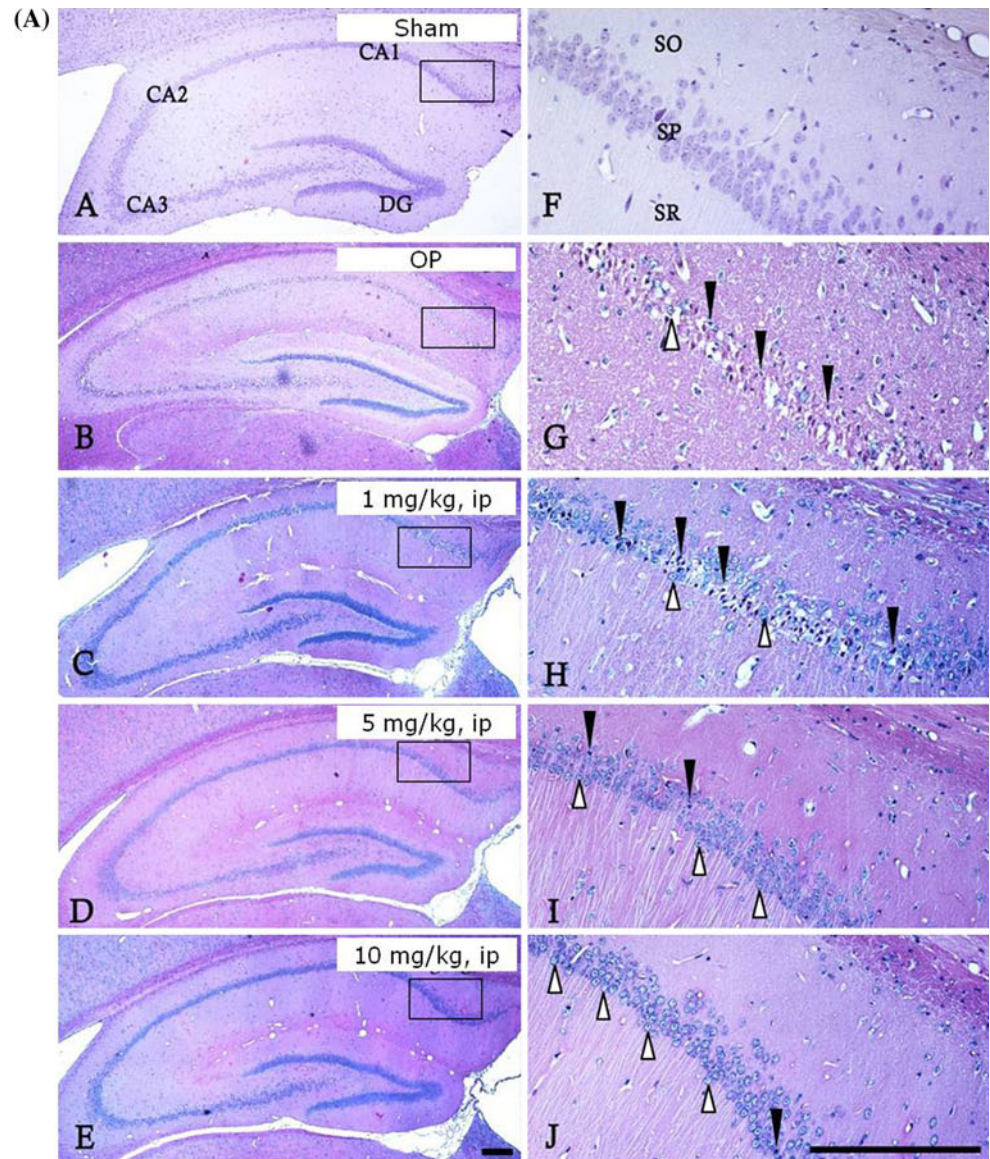 (A)
Sham
CA1
CA2
CA3
DG
A
SO
SP
SR
F
OP
B
G
1 mg/kg, ip
C
H
5 mg/kg, ip
D
I
10 mg/kg, ip
E
J